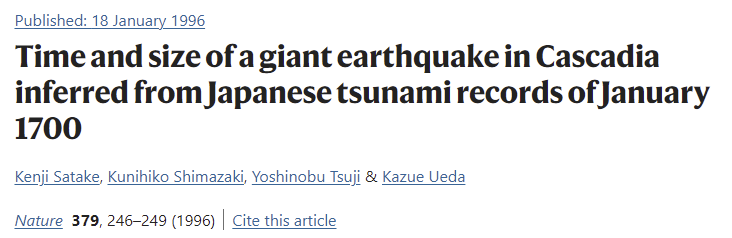 Published: 18 January 1996
Time and size of a giant earthquake in Cascadia
inferred from Japanese tsunami records of January
1700
Kenji Satake, Kunihiko Shimazaki, Yoshinobu Tsuji & Kazue Ueda
Nature 379, 246–249 (1996) Cite this article